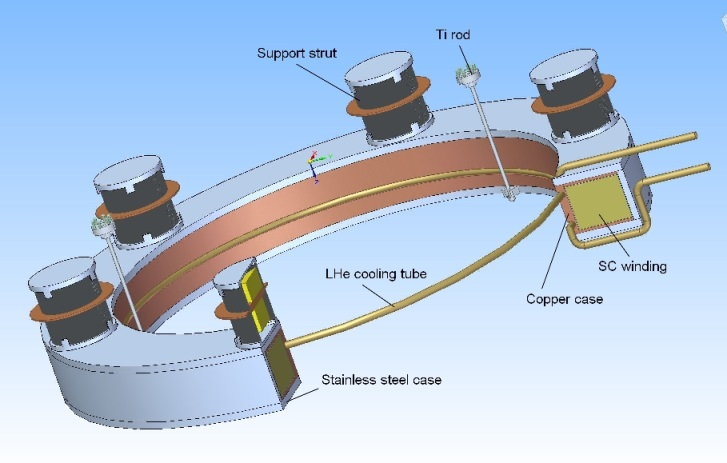 Ti rod
Support strut
SC winding
LHe cooling tube
Copper case
Stainless steel case